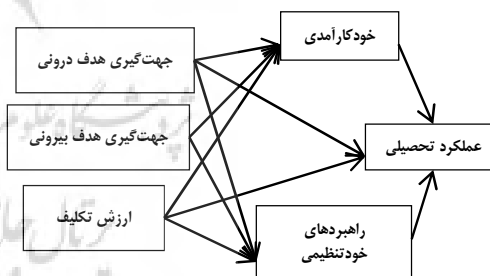 خودکارآمدی
جهت‌گیری هدف درونی
جهت‌گیری هدف بیرونی
عملکرد تحصیلی
ارزش تکلیف
راهبردهای
خودتنظیمی